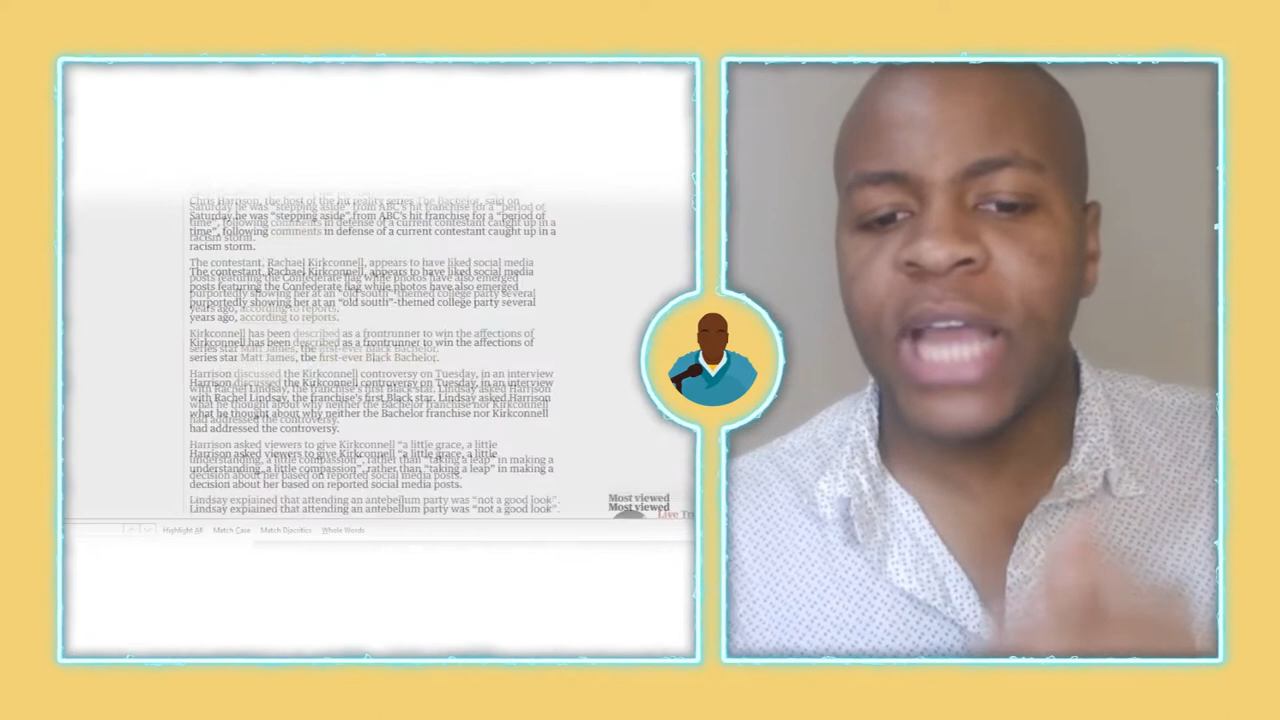 Chris Harrison, the host of the hit reality series The Bachelor, said on
Saturday he was "stepping aside" from ABC's hit franchise for a "period of
time", following comments in defense of a current contestant caught up in a
racism storm.
The contestant, Rachael Kirkconnell, appears to have liked social media
posts featuring the Confederate flag while photos have also emerged
purportedly showing her at an "old south"-themed college party several
years ago, according to reports.
Kirkconnell has been described as a frontrunner to win the affections of
series star Matt James, the first-ever Black Bachelor.
Harrison discussed the Kirkconnell controversy on Tuesday, in an interview
with Rachel Lindsay, the franchise's first Black star. Lindsay asked Harrison
what he thought about why neither the Bachelor franchise nor Kirkconnell
had addressed the controversy.
Harrison asked viewers to give Kirkconnell "a little grace, a little
understanding, a little compassion", rather than "taking a leap" in making a
decision about her based on reported social media posts.
Lindsay explained that attending an antebellum party was "not a good look".
Most viewed
Live
Highlight All Match Case Match Diacritics Whole Words